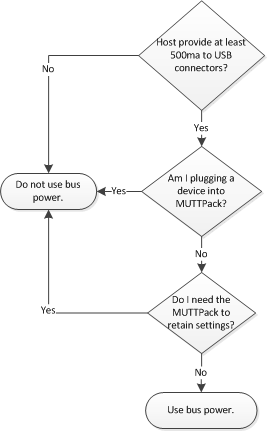 Host provide at least
500ma to USB
connectors?
No
Yes
Am I plugging a
device into
MUTTPack?
Yes
Do not use bus
power.
No
Do I need the
MUTTPack to
retain settings?
Yes
No
Use bus power.